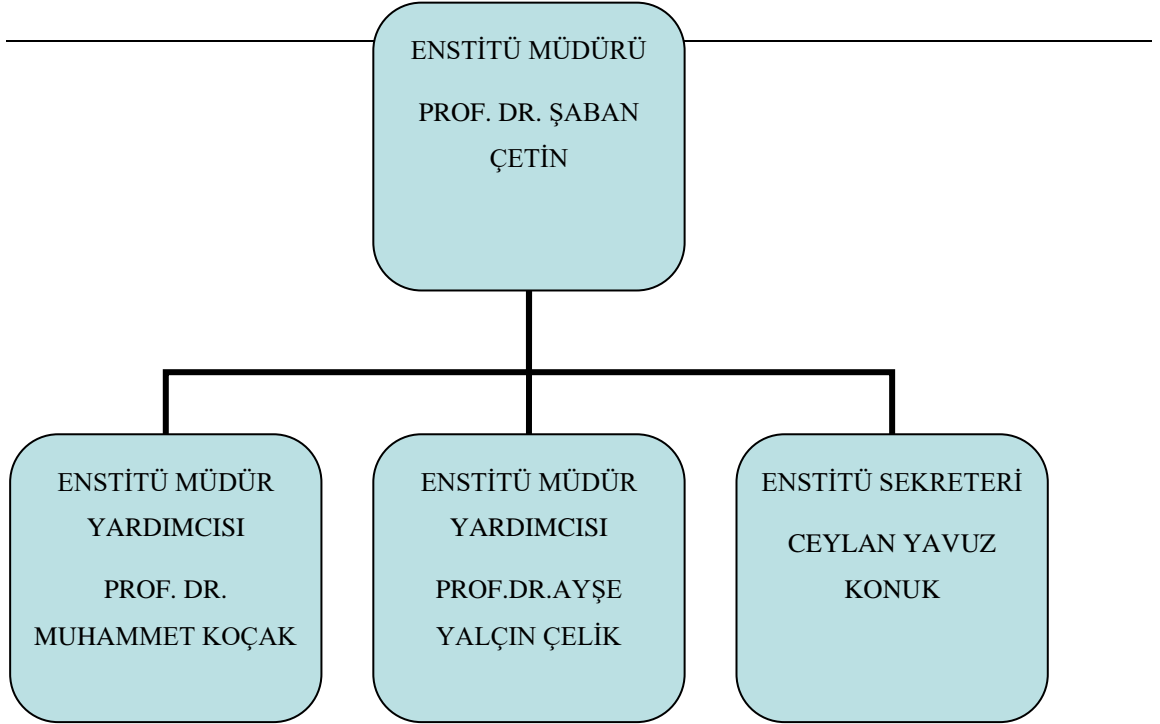 ENSTİTÜ MÜDÜRÜ
PROF. DR. ŞABAN
ÇETİN
ENSTİTÜ MÜDÜR
YARDIMCISI
PROF. DR.
MUHAMMET KOÇAK
ENSTİTÜ MÜDÜR
YARDIMCISI
PROF.DR.AYŞE
YALÇIN ÇELİK
ENSTİTÜ SEKRETERİ
CEYLAN YAVUZ
KONUK